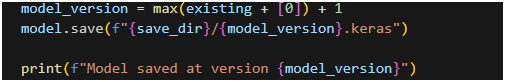 model_version = max(existing + [0]) + 1
model.save(f"{save_dir}/{model_version}.keras")
print(f"Model saved at version {model_version}")